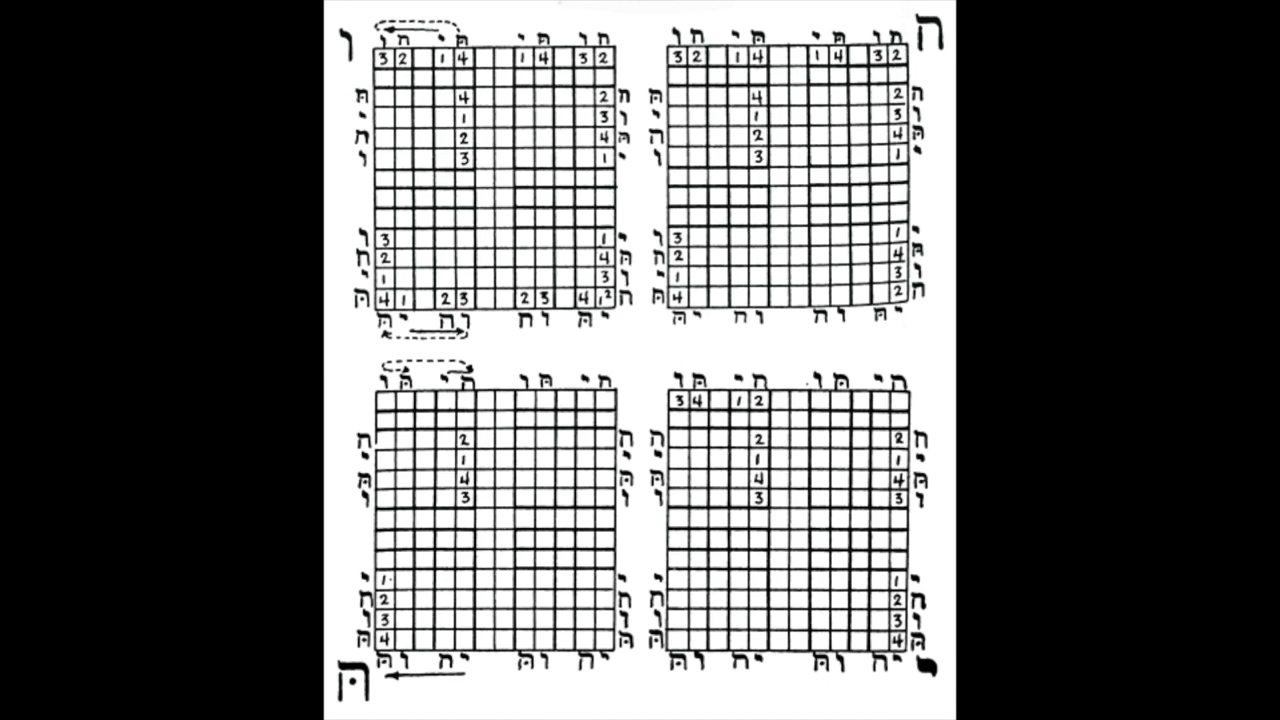 ו
ו ה י הּ י הּ ו ה
3 2 1 4 1 4 3 2
הּ 4 2 ה
י 1 3 ו
ה 2 4 הּ
ו 3 1 י
ו 3 1 י
ה 2 4 הּ
י 1 3 ו
הּ 4 1 2 3 2 3 4 1 2 ה
הּ י ה ו ה ו הּ י
ה
ו ה י הּ י הּ ו ה
3 2 1 4 1 4 3 2
הּ 4 2 ה
י 1 3 ו
ה 2 4 הּ
ו 3 1 י
ו 3 1 י
ה 2 4 הּ
י 1 3 ו
הּ 4 2 ה
הּ י ה ו ה ו הּ י
ו הּ י ה ו הּ י ה
ה 2 ה
י 1 י
הּ 4 הּ
ו 3 ו
י 1 י
ה 2 ה
ו 3 ו
הּ 4 הּ
הּ ו ה י הּ ו ה י
הּ
ו הּ י ה ו הּ י ה
3 4 1 2
ה 2 2 ה
י 1 1 י
הּ 4 4 הּ
ו 3 3 ו
י 1 י
ה 2 ה
ו 3 ו
הּ 4 הּ
הּ ו ה י הּ ו ה י
י